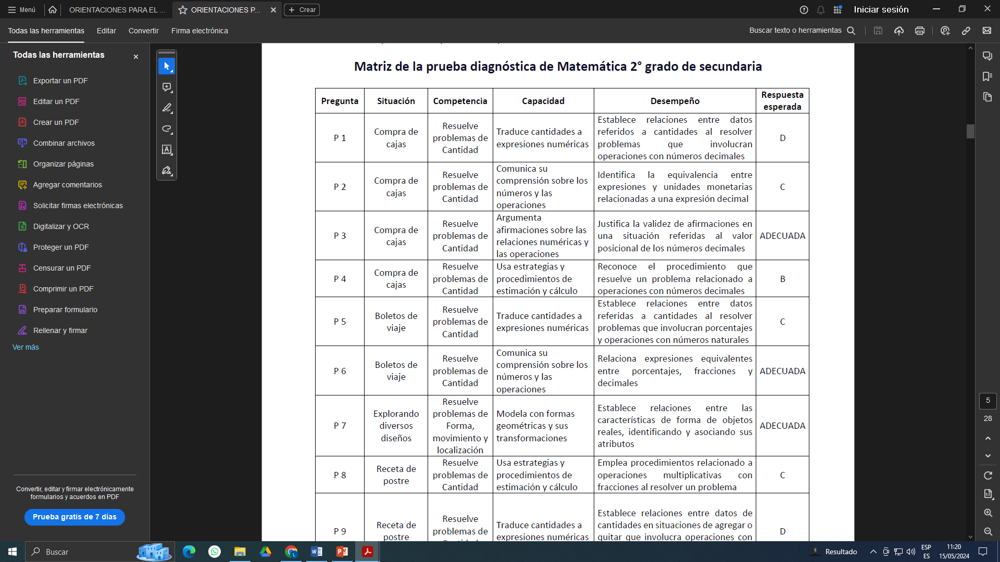 Menú
ORIENTACIONES PARA EL ...
ORIENTACIONES P...
Crear
Iniciar sesión
Todas las herramientas
Editar
Convertir
Firma electrónica
Buscar texto o herramientas
Todas las herramientas
Exportar un PDF
Editar un PDF
Crear un PDF
Combinar archivos
Organizar páginas
Agregar comentarios
Solicitar firmas electrónicas
Digitalizar y OCR
Proteger un PDF
Censurar un PDF
Comprimir un PDF
Preparar formulario
Rellenar y firmar
Ver más
Convertir, editar y firmar electrónicamente
formularios y acuerdos en PDF
Prueba gratis de 7 días
Matriz de la prueba diagnóstica de Matemática 2° grado de secundaria
Pregunta
Situación
Competencia
Capacidad
Desempeño
Respuesta
esperada
P 1
Compra de
cajas
Resuelve
problemas de
Cantidad
Traduce cantidades a
expresiones numéricas
Establece relaciones entre datos
referidos a cantidades al resolver
problemas que involucran
operaciones con números decimales
D
P 2
Compra de
cajas
Resuelve
problemas de
Cantidad
Comunica su
comprensión sobre los
números y las
operaciones
Identifica la equivalencia entre
expresiones y unidades monetarias
relacionadas a una expresión decimal
C
P 3
Compra de
cajas
Resuelve
problemas de
Cantidad
Argumenta
afirmaciones sobre las
relaciones numéricas y
las operaciones
Justifica la validez de afirmaciones en
una situación referidas al valor
posicional de los números decimales
ADECUADA
P 4
Compra de
cajas
Resuelve
problemas de
Cantidad
Usa estrategias y
procedimientos de
estimación y cálculo
Reconoce el procedimiento que
resuelve un problema relacionado a
operaciones con números decimales
B
P 5
Boletos de
viaje
Resuelve
problemas de
Cantidad
Traduce cantidades a
expresiones numéricas
Establece relaciones entre datos
referidas a cantidades al resolver
problemas que involucran porcentajes
y operaciones con números naturales
C
P 6
Boletos de
viaje
Resuelve
problemas de
Cantidad
Comunica su
comprensión sobre los
números y las
operaciones
Relaciona expresiones equivalentes
entre porcentajes, fracciones y
decimales
ADECUADA
P 7
Explorando
diversos
diseños
Resuelve
problemas de
Forma,
movimiento y
localización
Modela con formas
geométricas y sus
transformaciones
Establece relaciones entre las
características de forma de objetos
reales, identificando y asociando sus
atributos
ADECUADA
P 8
Receta de
postre
Resuelve
problemas de
Cantidad
Usa estrategias y
procedimientos de
estimación y cálculo
Emplea procedimientos relacionado a
operaciones multiplicativas con
fracciones al resolver un problema
C
P 9
Receta de
postre
Resuelve
problemas de
Traduce cantidades a
expresiones numéricas
Establece relaciones entre datos de
cantidades en situaciones de agregar o
quitar que involucra operaciones con
D
5
28
Buscar
Resultado
ESP
ES
11:20
15/05/2024